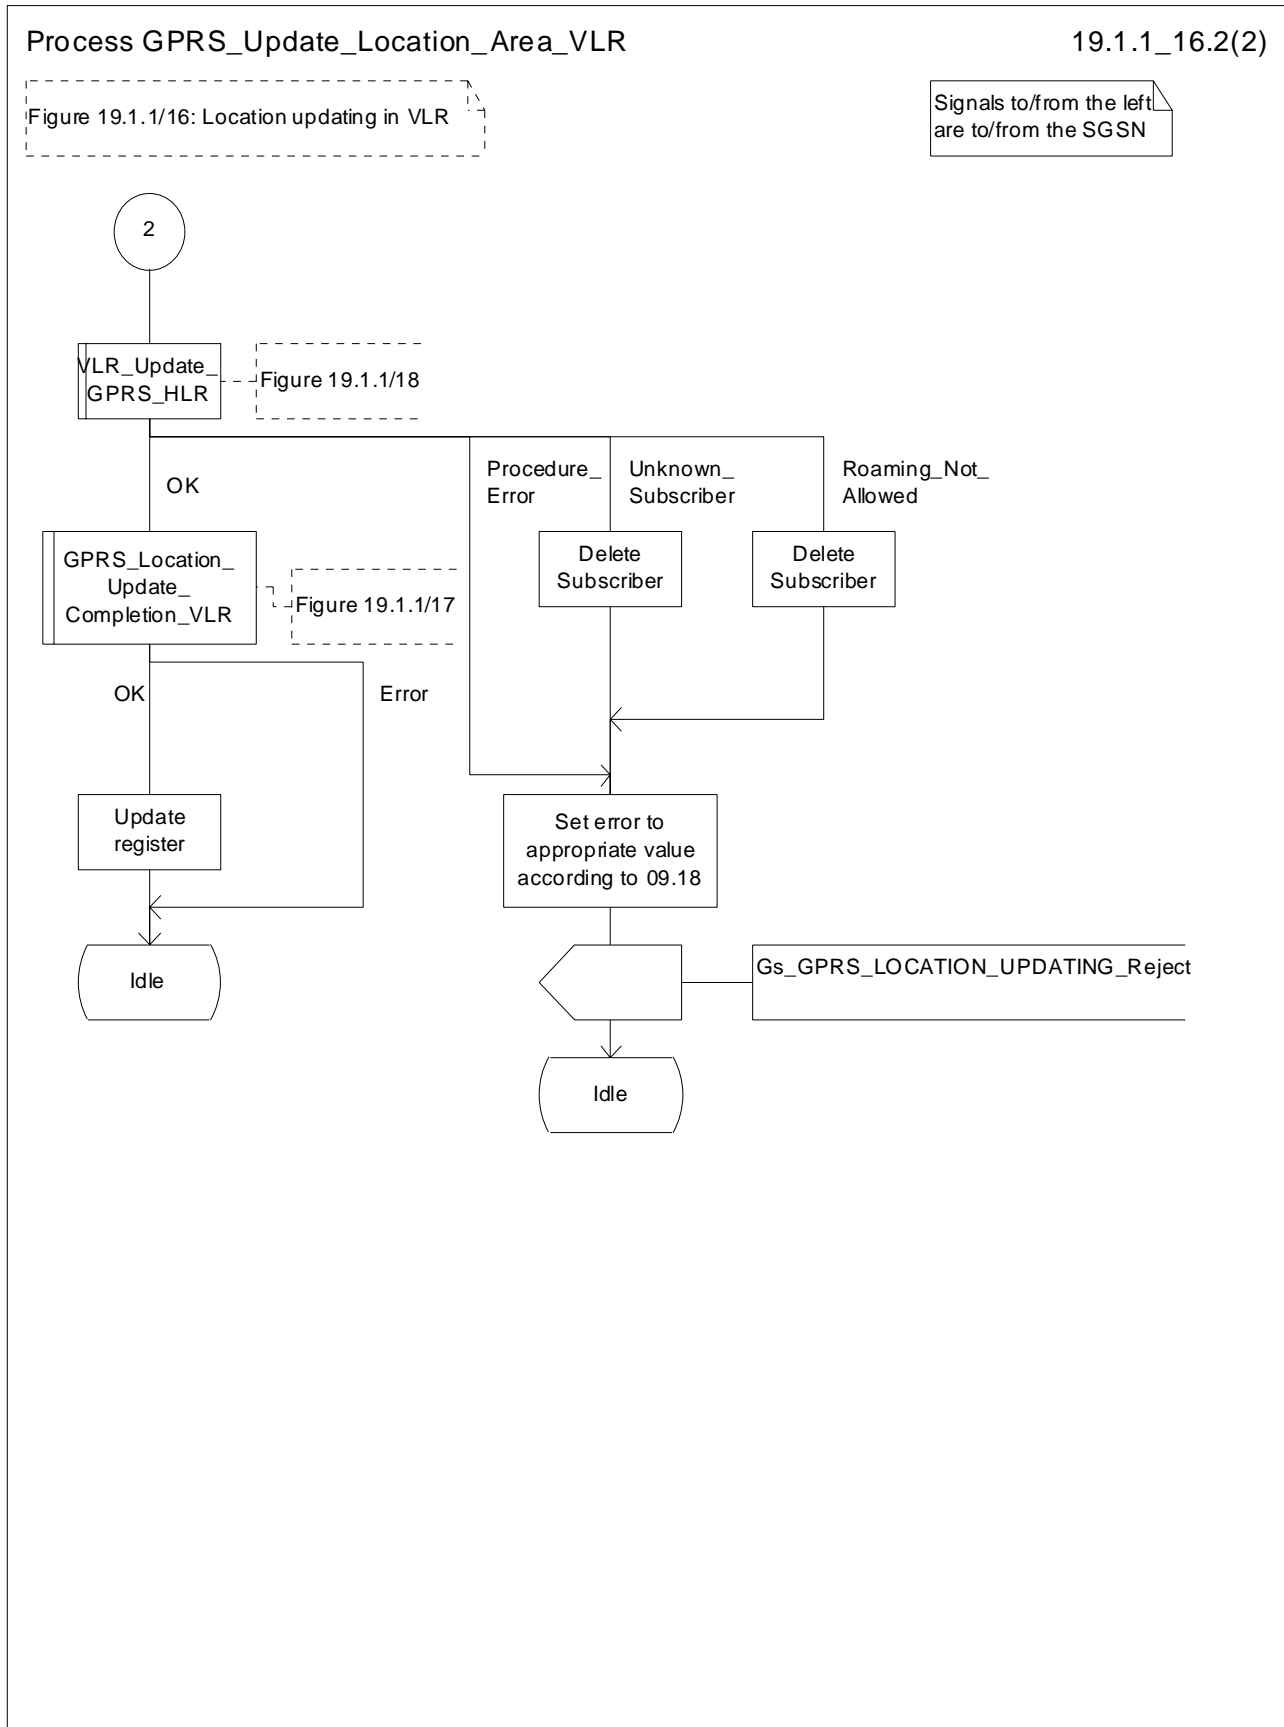 Process GPRS_Update_Location_Area_VLR
19.1.1_16.2(2)
Figure 19.1.1/16: Location updating in VLR
Signals to/from the left
are to/from the SGSN
2
VLR_Update_
GPRS_HLR
Figure 19.1.1/18
OK
Procedure_
Error
Unknown_
Subscriber
Roaming_Not_
Allowed
GPRS_Location_
Update_
Completion_VLR
Figure 19.1.1/17
Delete
Subscriber
Delete
Subscriber
OK
Error
Update
register
Set error to
appropriate value
according to 09.18
Idle
Gs_GPRS_LOCATION_UPDATING_Reject
Idle